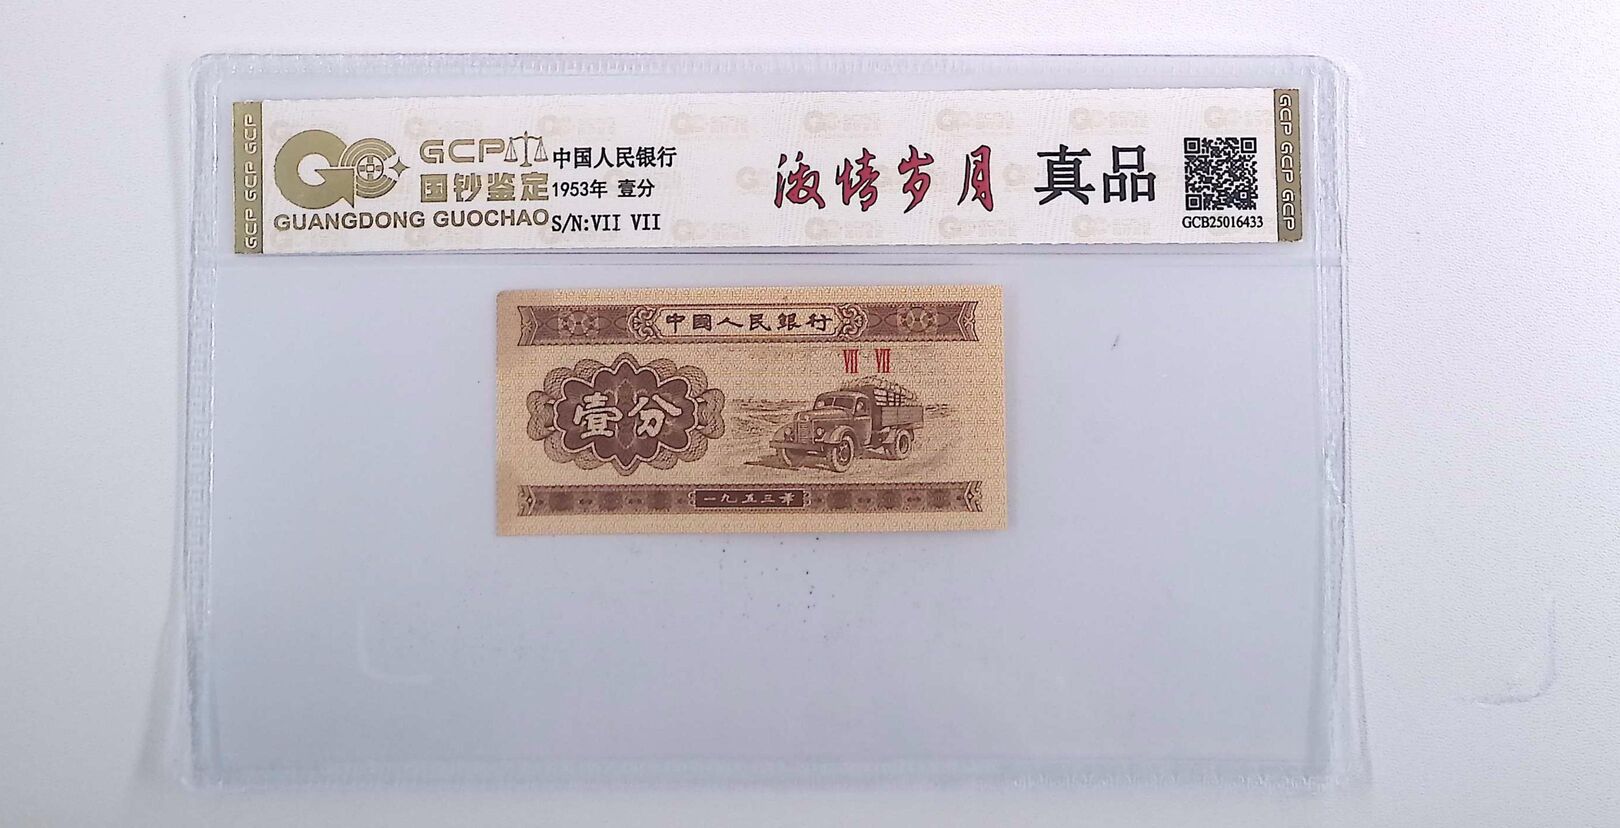 GCP GCP GCP
GCP
国钞鉴定
GUANGDONG GUOCHAO
中国人民银行
1953年 壹分
S/N:VII VII
激情岁月 真品
GCB25016433
GCP GCP GCP
中國人民銀行
VII VII
壹分
一九五三年